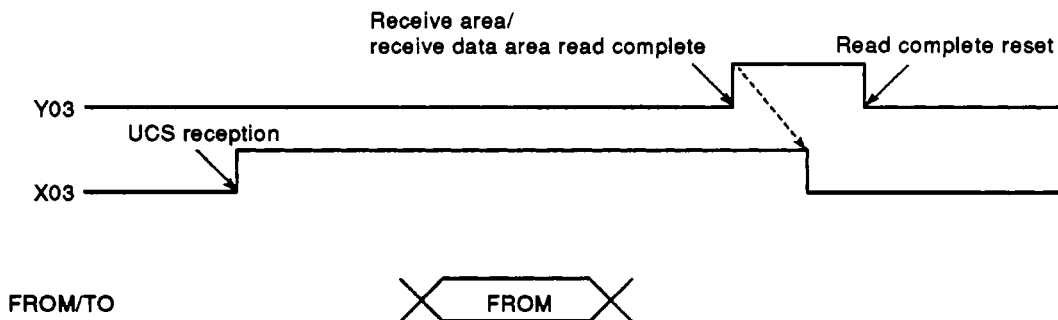 Receive area/
receive data area read complete
Read complete reset
Y03
UCS reception
X03
FROM/TO
FROM